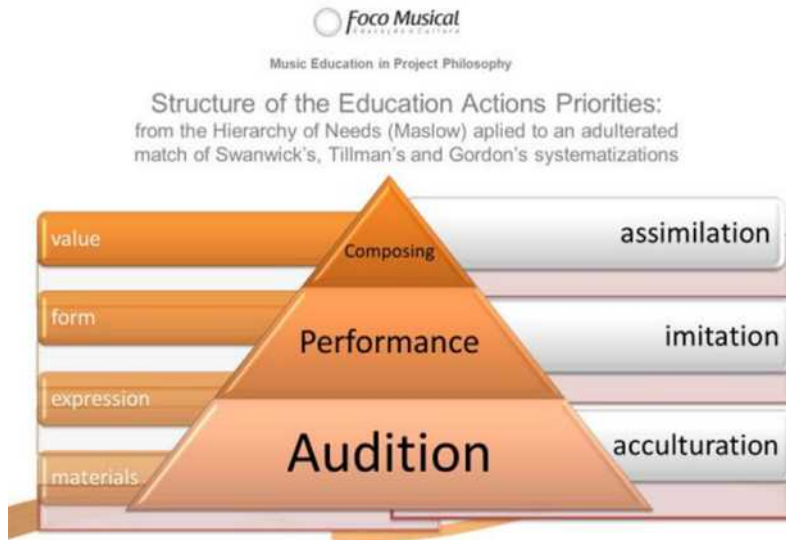 Foco Musical
Educação e Cultura
Music Education in Project Philosophy
Structure of the Education Actions Priorities:
from the Hierarchy of Needs (Maslow) aplied to an adulterated
match of Swanwick's, Tillman's and Gordon's systematizations
value
form
expression
materials
Composing
Performance
Audition
assimilation
imitation
acculturation